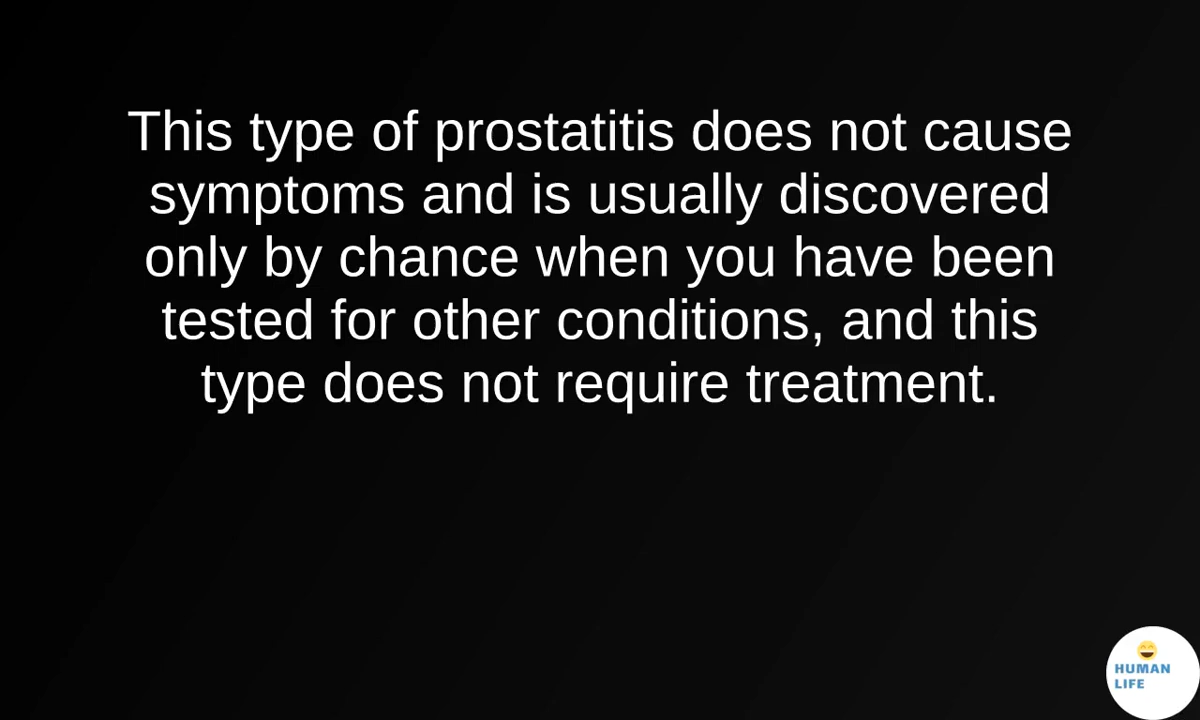 This type of prostatitis does not cause
symptoms and is usually discovered
only by chance when you have been
tested for other conditions, and this
type does not require treatment.
HUMAN
LIFE